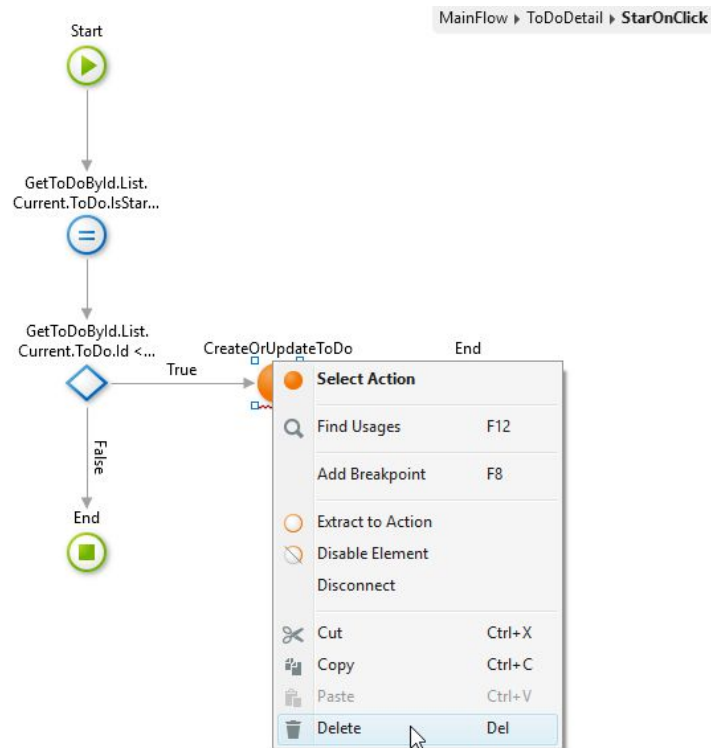 MainFlow ▸ ToDoDetail ▸ StarOnClick
Start
GetToDoById.List.
Current.ToDo.IsStar...
GetToDoById.List.
Current.ToDo.Id <...
True
CreateOrUpdateToDo
End
False
End
Select Action
Find Usages F12
Add Breakpoint F8
Extract to Action
Disable Element
Disconnect
Cut Ctrl+X
Copy Ctrl+C
Paste Ctrl+V
Delete Del